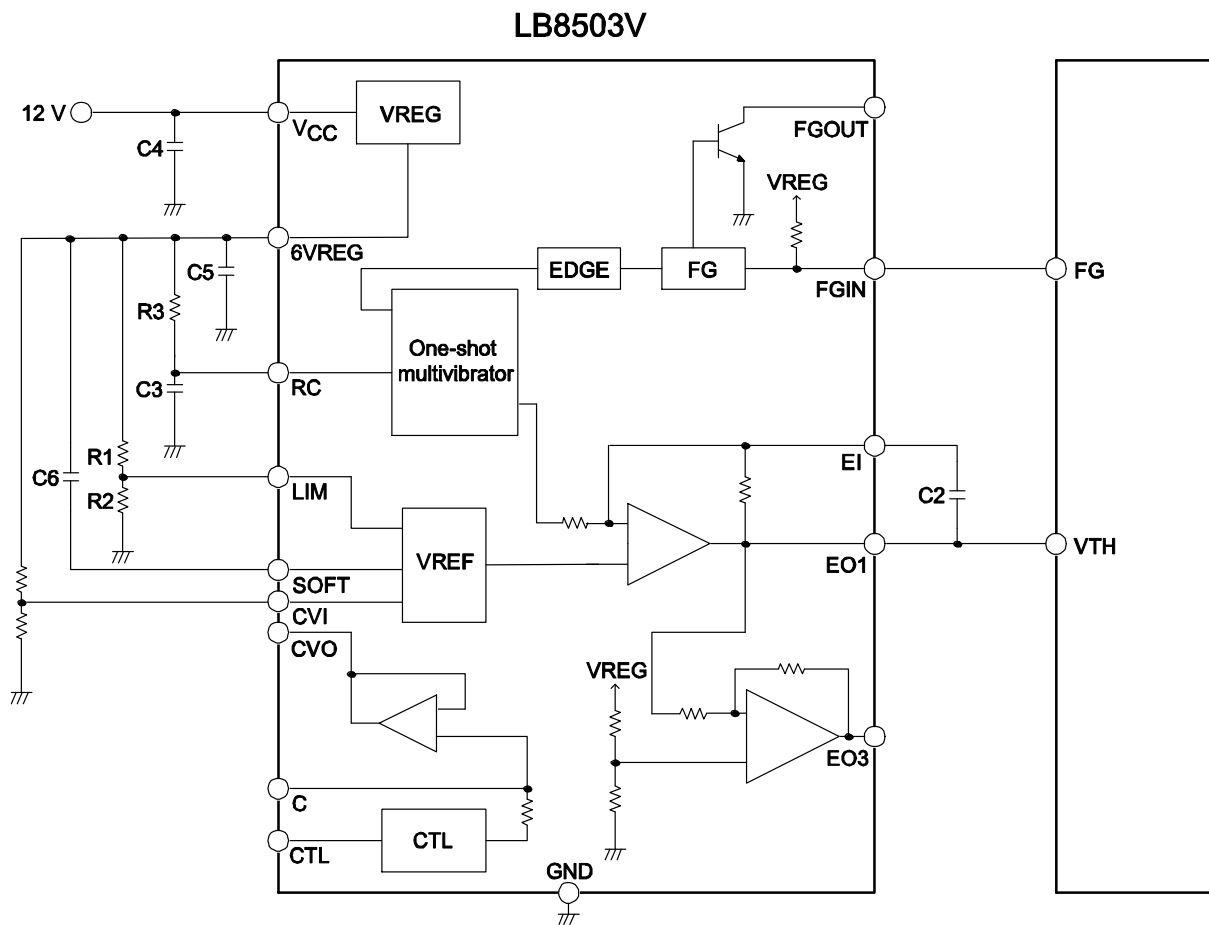 LB8503V
12 V
VCC
VREG
C4
FGOUT
VREG
6VREG
C5
EDGE
FG
FGIN
FG
R3
One-shot
multivibrator
RC
C3
R1
C6
R2
LIM
EI
C2
VREF
SOFT
CVI
CVO
EO1
VTH
VREG
EO3
C
CTL
CTL
GND